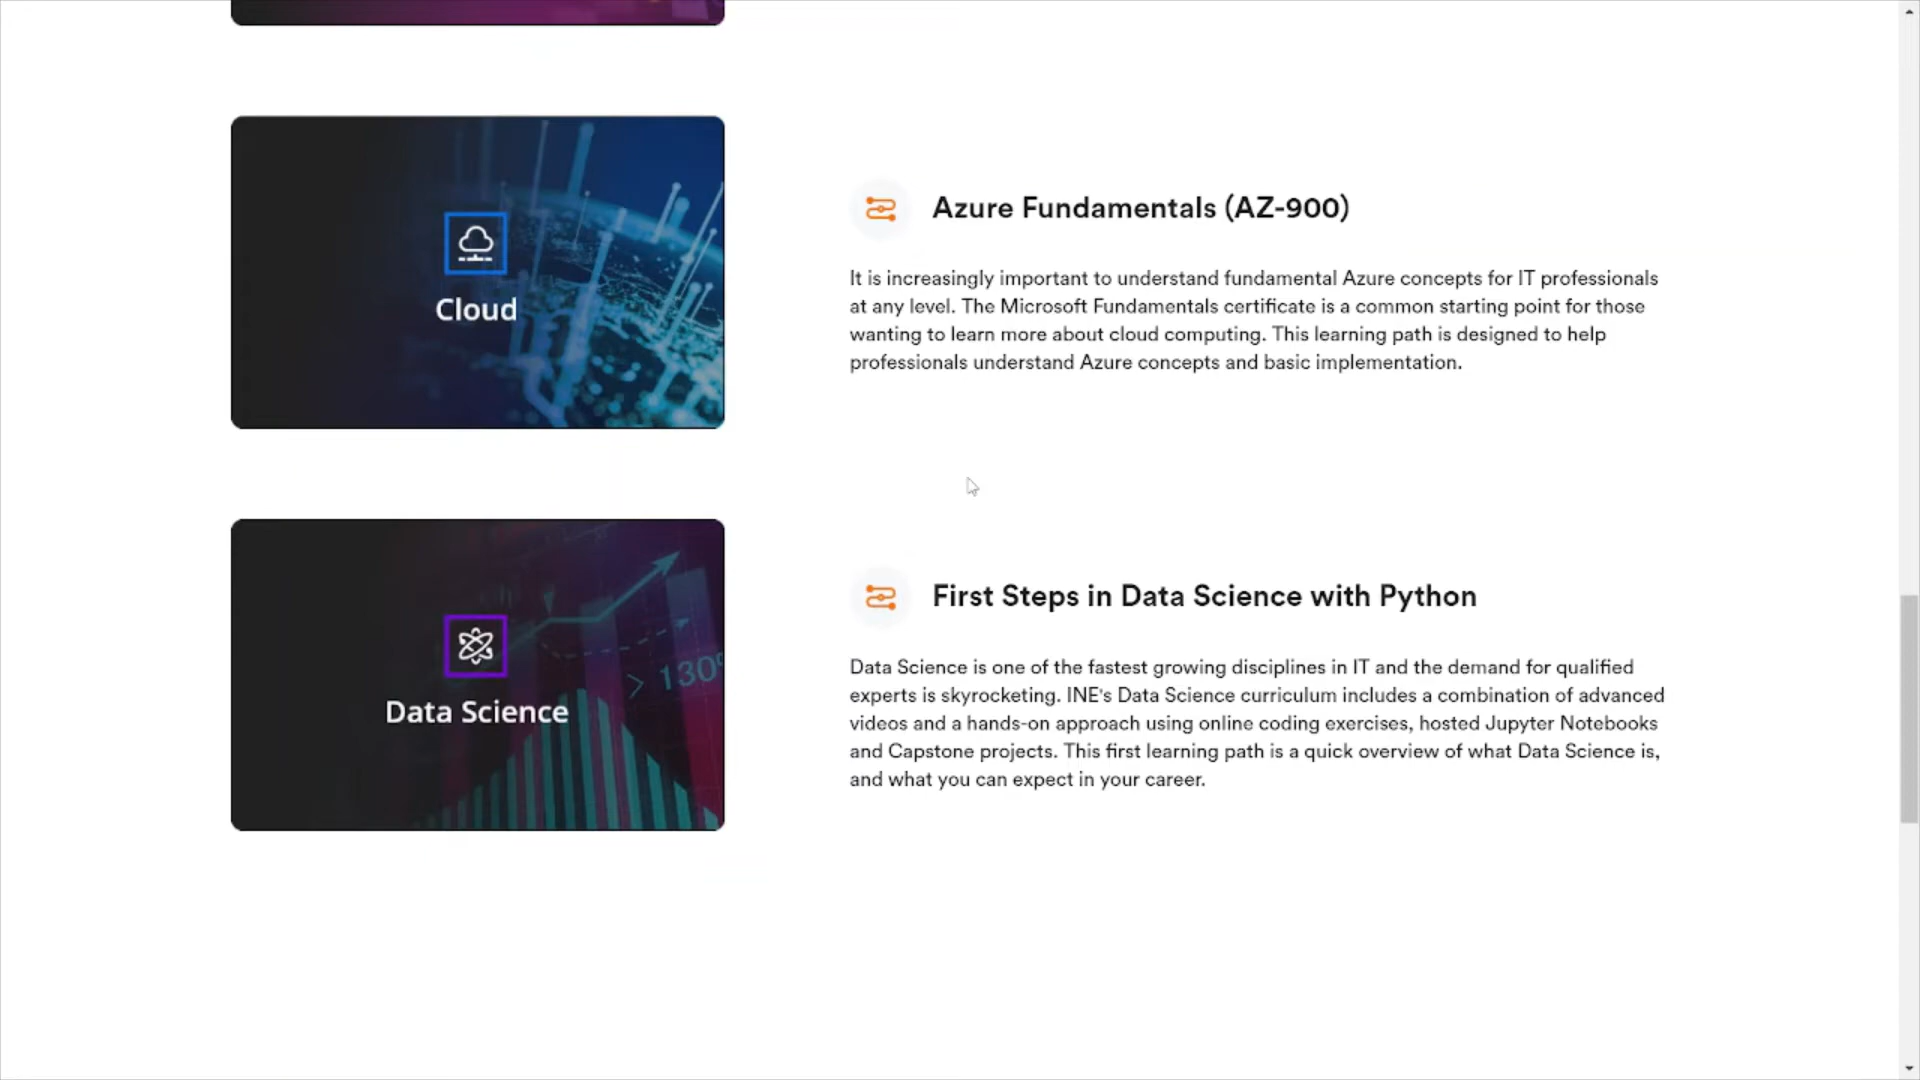 Cloud
Azure Fundamentals (AZ-900)
It is increasingly important to understand fundamental Azure concepts for IT professionals
at any level. The Microsoft Fundamentals certificate is a common starting point for those
wanting to learn more about cloud computing. This learning path is designed to help
professionals understand Azure concepts and basic implementation.
> 130%
Data Science
First Steps in Data Science with Python
Data Science is one of the fastest growing disciplines in IT and the demand for qualified
experts is skyrocketing. INE's Data Science curriculum includes a combination of advanced
videos and a hands-on approach using online coding exercises, hosted Jupyter Notebooks
and Capstone projects. This first learning path is a quick overview of what Data Science is,
and what you can expect in your career.